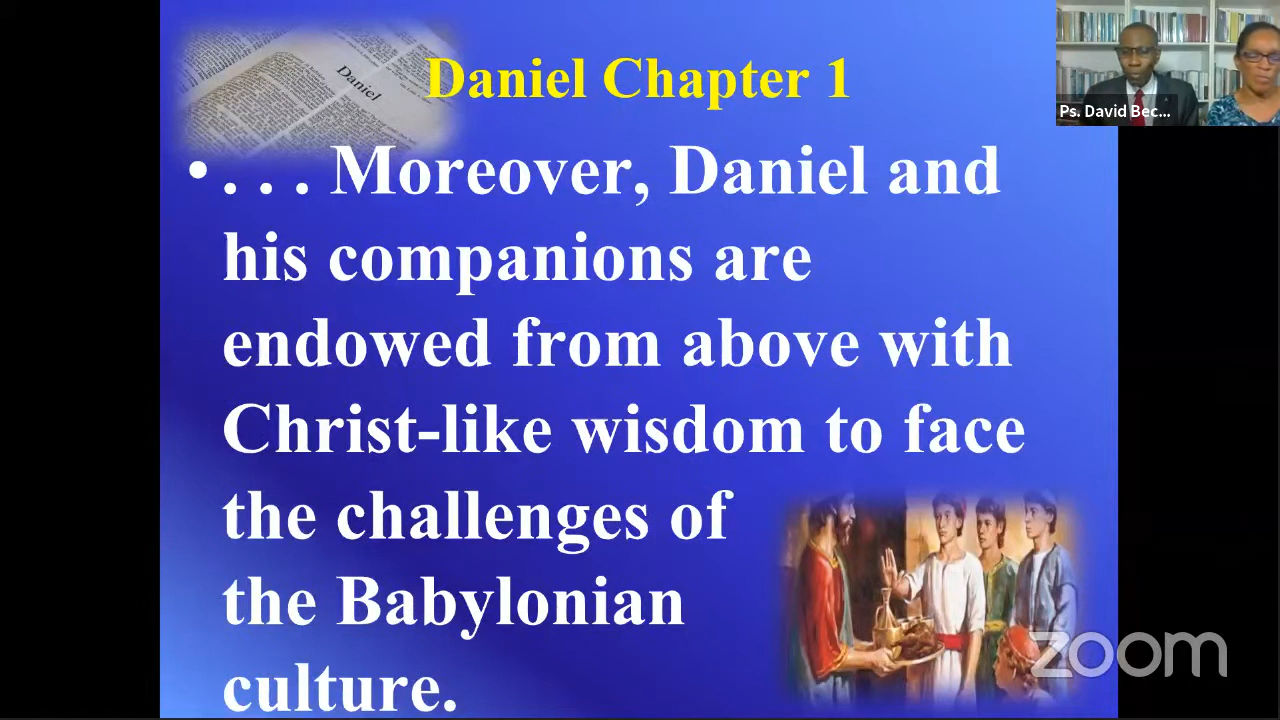 Daniel
Daniel Chapter 1
Ps. David Bec...
• . . . Moreover, Daniel and
his companions are
endowed from above with
Christ-like wisdom to face
the challenges of
the Babylonian
culture.
zoom